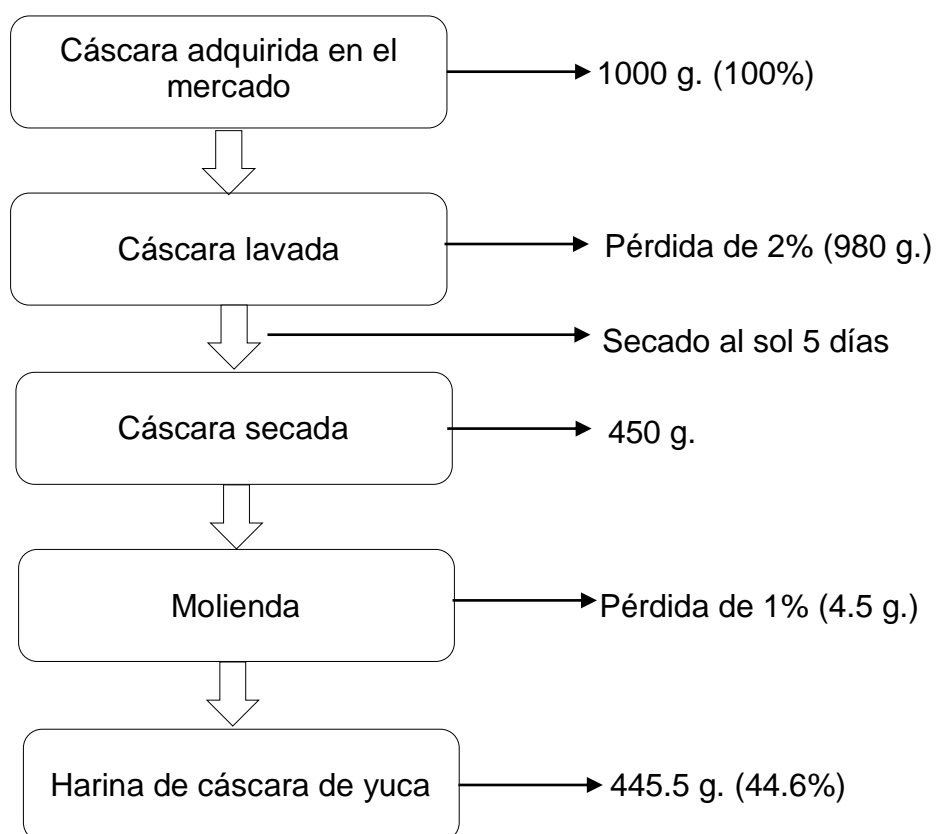 Cáscara adquirida en el
mercado
1000 g. (100%)
Cáscara lavada
Pérdida de 2% (980 g.)
Secado al sol 5 días
Cáscara secada
450 g.
Molienda
Pérdida de 1% (4.5 g.)
Harina de cáscara de yuca
445.5 g. (44.6%)